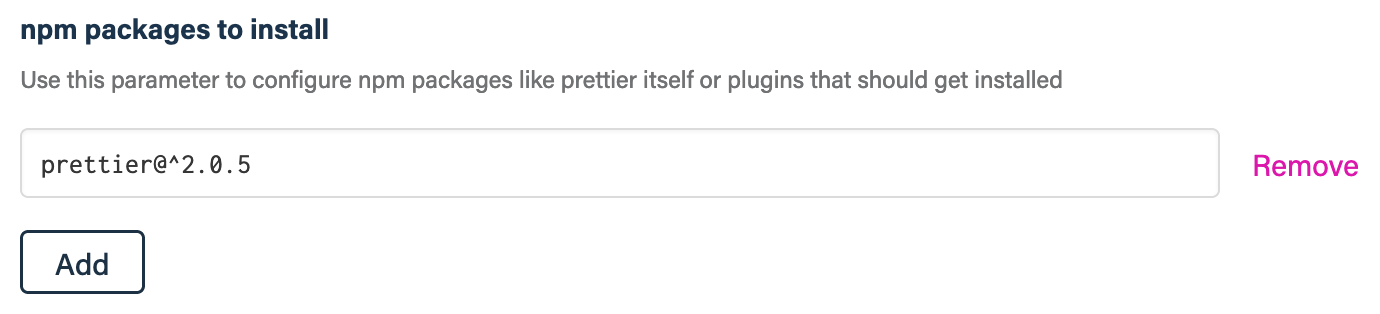 npm packages to install
Use this parameter to configure npm packages like prettier itself or plugins that should get installed
prettier@^2.0.5
Remove
Add